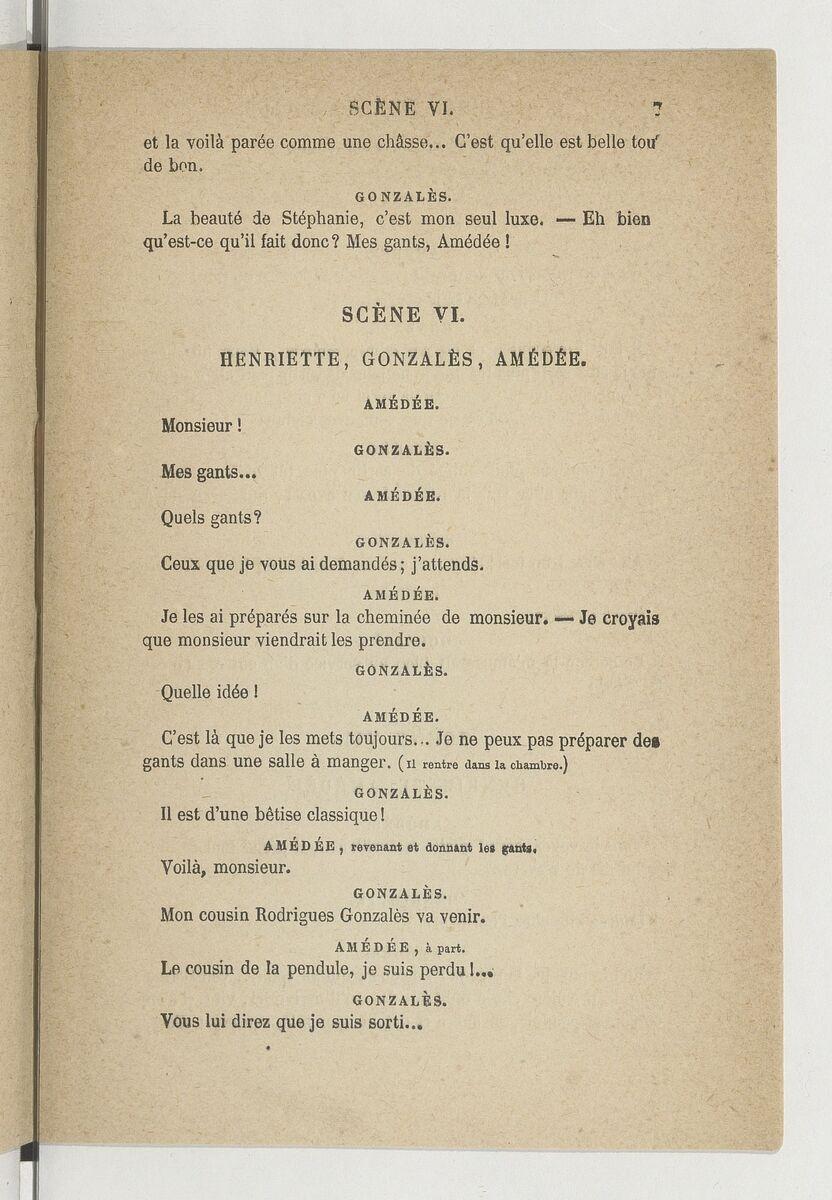 SCÈNE VI. 7
et la voilà parée comme une châsse... C'est qu'elle est belle tout
de bon.
GONZALÈS.
La beauté de Stéphanie, c'est mon seul luxe. — Eh bien
qu'est-ce qu'il fait donc? Mes gants, Amédée !
SCÈNE VI.
HENRIETTE, GONZALÈS, AMÉDÉE.
AMÉDÉE.
Monsieur !
GONZALÈS.
Mes gants...
AMÉDÉE.
Quels gants?
GONZALÈS.
Ceux que je vous ai demandés; j'attends.
AMÉDÉE.
Je les ai préparés sur la cheminée de monsieur. — Je croyais
que monsieur viendrait les prendre.
GONZALÈS.
Quelle idée !
AMÉDÉE.
C'est là que je les mets toujours... Je ne peux pas préparer des
gants dans une salle à manger. (Il rentre dans la chambre.)
GONZALÈS.
Il est d'une bêtise classique!
AMÉDÉE, revenant et donnant les gants.
Voilà, monsieur.
GONZALÈS.
Mon cousin Rodrigues Gonzalès va venir.
AMÉDÉE, à part.
Le cousin de la pendule, je suis perdu!...
GONZALÈS.
Vous lui direz que je suis sorti...